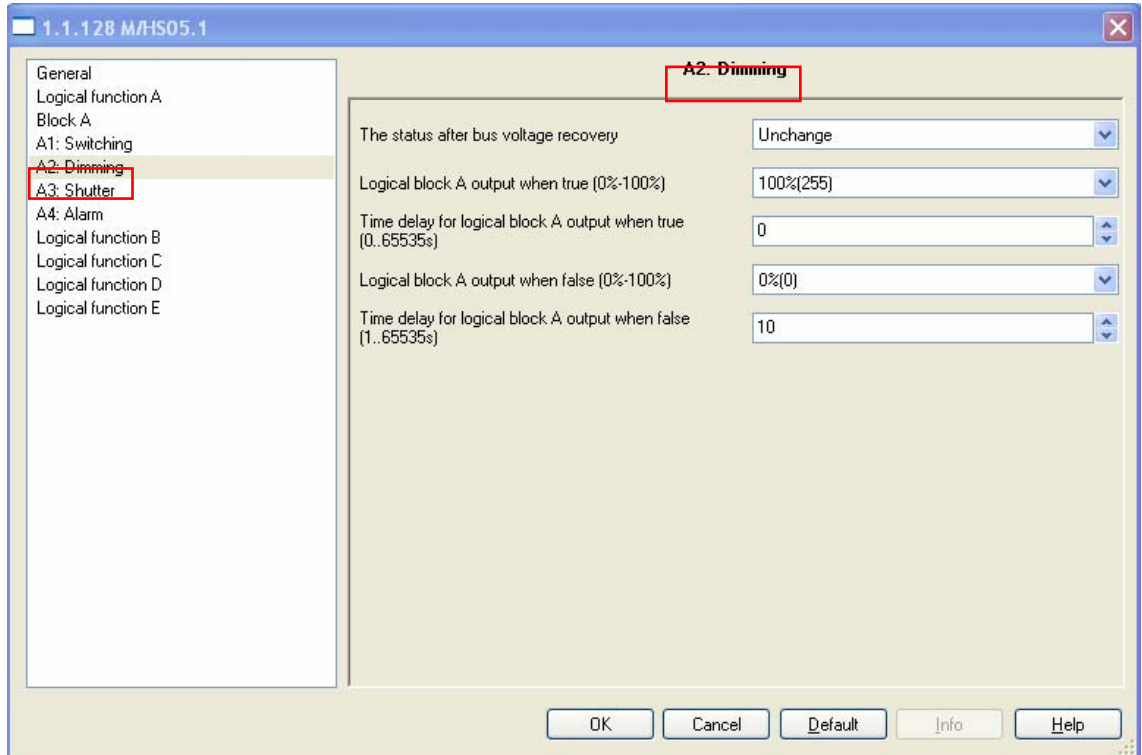 1.1.128 M/HS05.1
General
Logical function A
Block A
A1: Switching
A2: Dimming
A3: Shutter
A4: Alarm
Logical function B
Logical function C
Logical function D
Logical function E
A2: Dimming
The status after bus voltage recovery
Unchange
Logical block A output when true (0%-100%)
100%(255)
Time delay for logical block A output when true
(0..65535s)
0
Logical block A output when false (0%-100%)
0%(0)
Time delay for logical block A output when false
(1..65535s)
10
OK
Cancel
Default
Info
Help